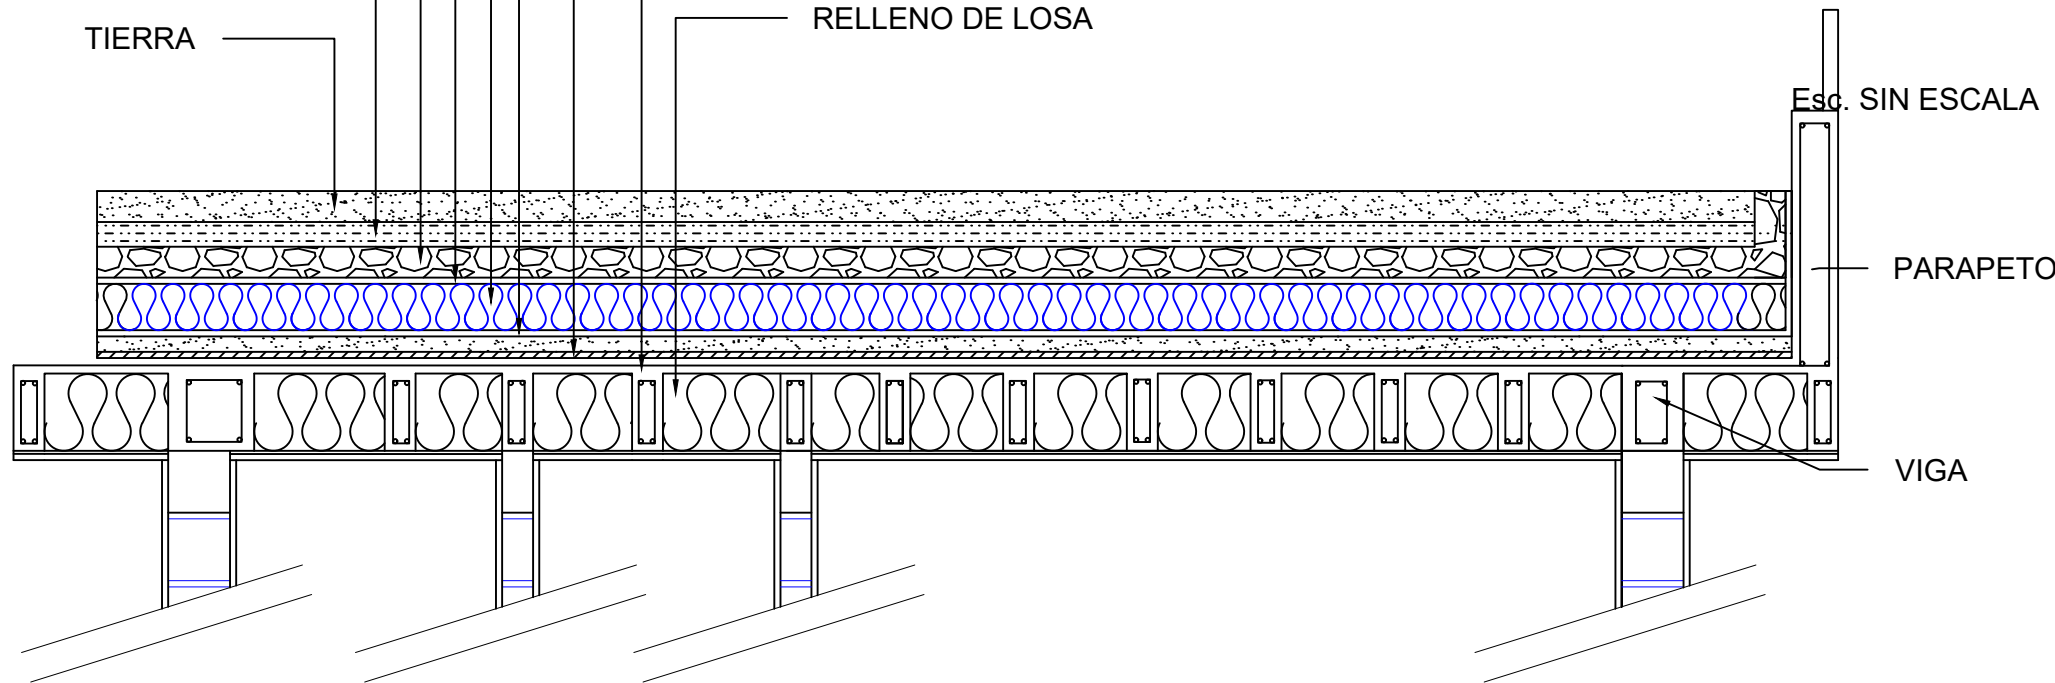 RELLENO DE LOSA
TIERRA
Esc. SIN ESCALA
PARAPETO
VIGA